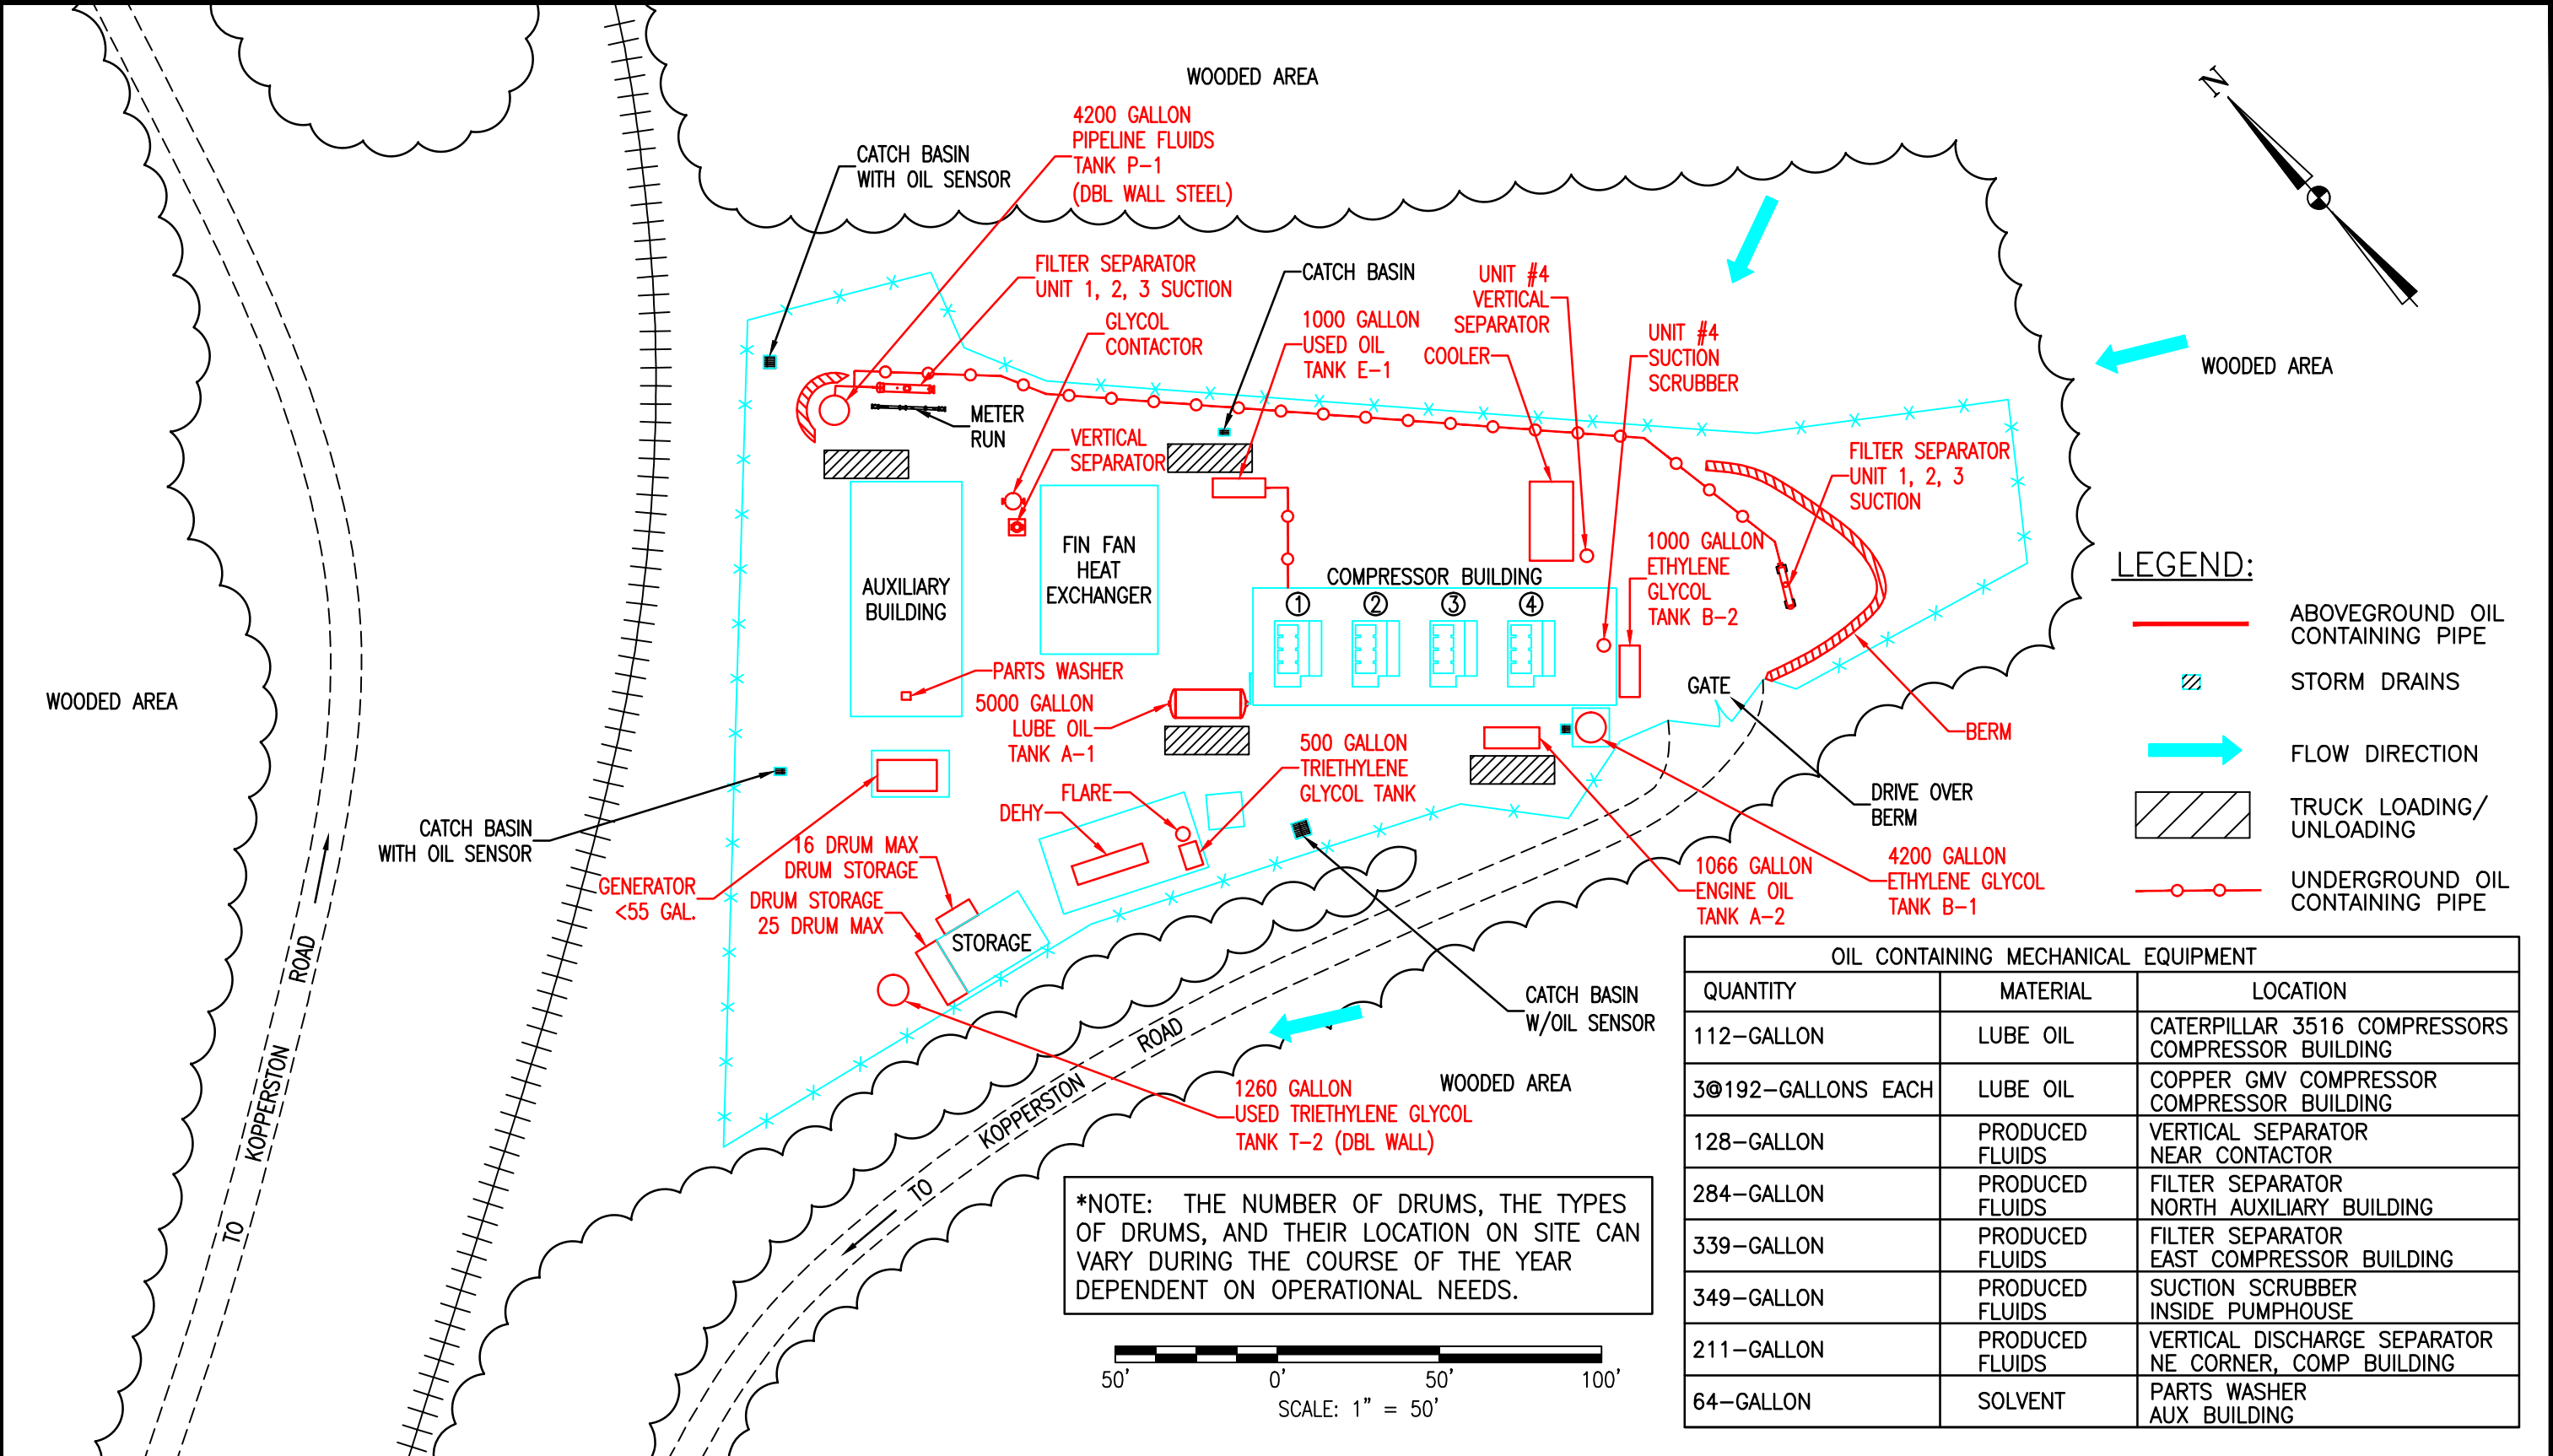 WOODED AREA
N
4200 GALLON
PIPELINE FLUIDS
TANK P-1
(DBL WALL STEEL)
CATCH BASIN
WITH OIL SENSOR
FILTER SEPARATOR
UNIT 1, 2, 3 SUCTION
GLYCOL
CONTACTOR
METER
RUN
VERTICAL
SEPARATOR
CATCH BASIN
1000 GALLON
USED OIL
TANK E-1
UNIT #4
VERTICAL
SEPARATOR
COOLER
UNIT #4
SUCTION
SCRUBBER
WOODED AREA
FILTER SEPARATOR
UNIT 1, 2, 3
SUCTION
1000 GALLON
ETHYLENE
GLYCOL
TANK B-2
AUXILIARY
BUILDING
FIN FAN
HEAT
EXCHANGER
COMPRESSOR BUILDING
1
2
3
4
PARTS WASHER
5000 GALLON
LUBE OIL
TANK A-1
GATE
BERM
WOODED AREA
500 GALLON
TRIETHYLENE
GLYCOL TANK
FLARE
DEHY
DRIVE OVER
BERM
CATCH BASIN
WITH OIL SENSOR
GENERATOR
<55 GAL.
16 DRUM MAX
DRUM STORAGE
DRUM STORAGE
25 DRUM MAX
STORAGE
1066 GALLON
ENGINE OIL
TANK A-2
4200 GALLON
ETHYLENE GLYCOL
TANK B-1
CATCH BASIN
W/OIL SENSOR
WOODED AREA
1260 GALLON
USED TRIETHYLENE GLYCOL
TANK T-2 (DBL WALL)
TO KOPPERSTON ROAD
TO KOPPERSTON ROAD
LEGEND:
ABOVEGROUND OIL
CONTAINING PIPE
STORM DRAINS
FLOW DIRECTION
TRUCK LOADING/
UNLOADING
UNDERGROUND OIL
CONTAINING PIPE
OIL CONTAINING MECHANICAL EQUIPMENT
QUANTITY MATERIAL LOCATION
112-GALLON LUBE OIL CATERPILLAR 3516 COMPRESSORS
COMPRESSOR BUILDING
3@192-GALLONS EACH LUBE OIL COPPER GMV COMPRESSOR
COMPRESSOR BUILDING
128-GALLON PRODUCED FLUIDS VERTICAL SEPARATOR
NEAR CONTACTOR
284-GALLON PRODUCED FLUIDS FILTER SEPARATOR
NORTH AUXILIARY BUILDING
339-GALLON PRODUCED FLUIDS FILTER SEPARATOR
EAST COMPRESSOR BUILDING
349-GALLON PRODUCED FLUIDS SUCTION SCRUBBER
INSIDE PUMPHOUSE
211-GALLON PRODUCED FLUIDS VERTICAL DISCHARGE SEPARATOR
NE CORNER, COMP BUILDING
64-GALLON SOLVENT PARTS WASHER
AUX BUILDING
*NOTE: THE NUMBER OF DRUMS, THE TYPES
OF DRUMS, AND THEIR LOCATION ON SITE CAN
VARY DURING THE COURSE OF THE YEAR
DEPENDENT ON OPERATIONAL NEEDS.
50' 0' 50' 100'
SCALE: 1" = 50'